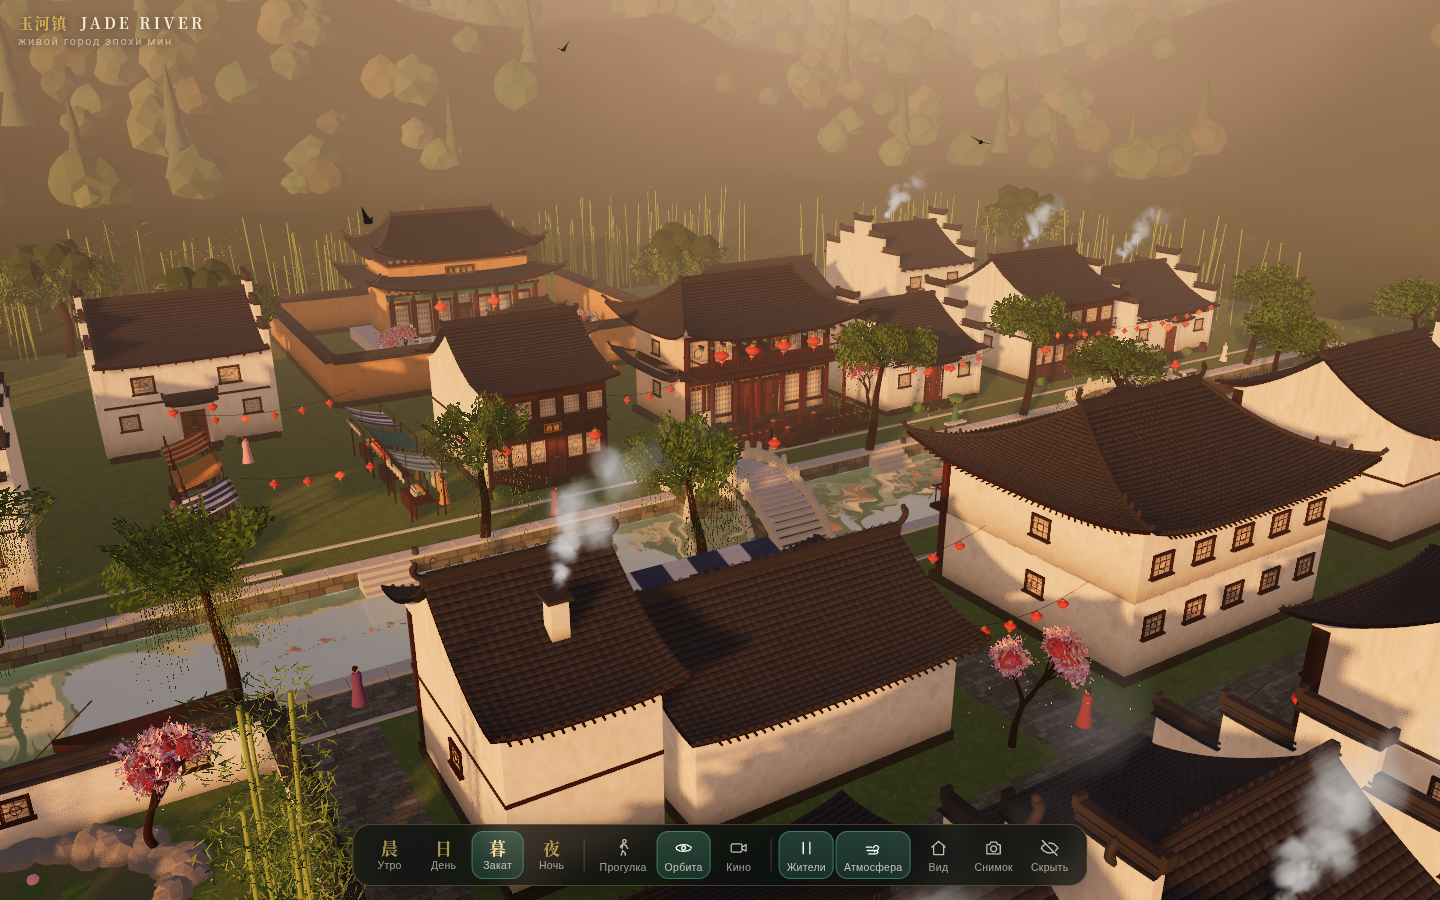 玉河镇 JADE RIVER
живой город эпохи мин
晨 日 暮 夜
Утро День Закат Ночь Прогулка Орбита Кино Жители Атмосфера Вид Снимок Скрыть